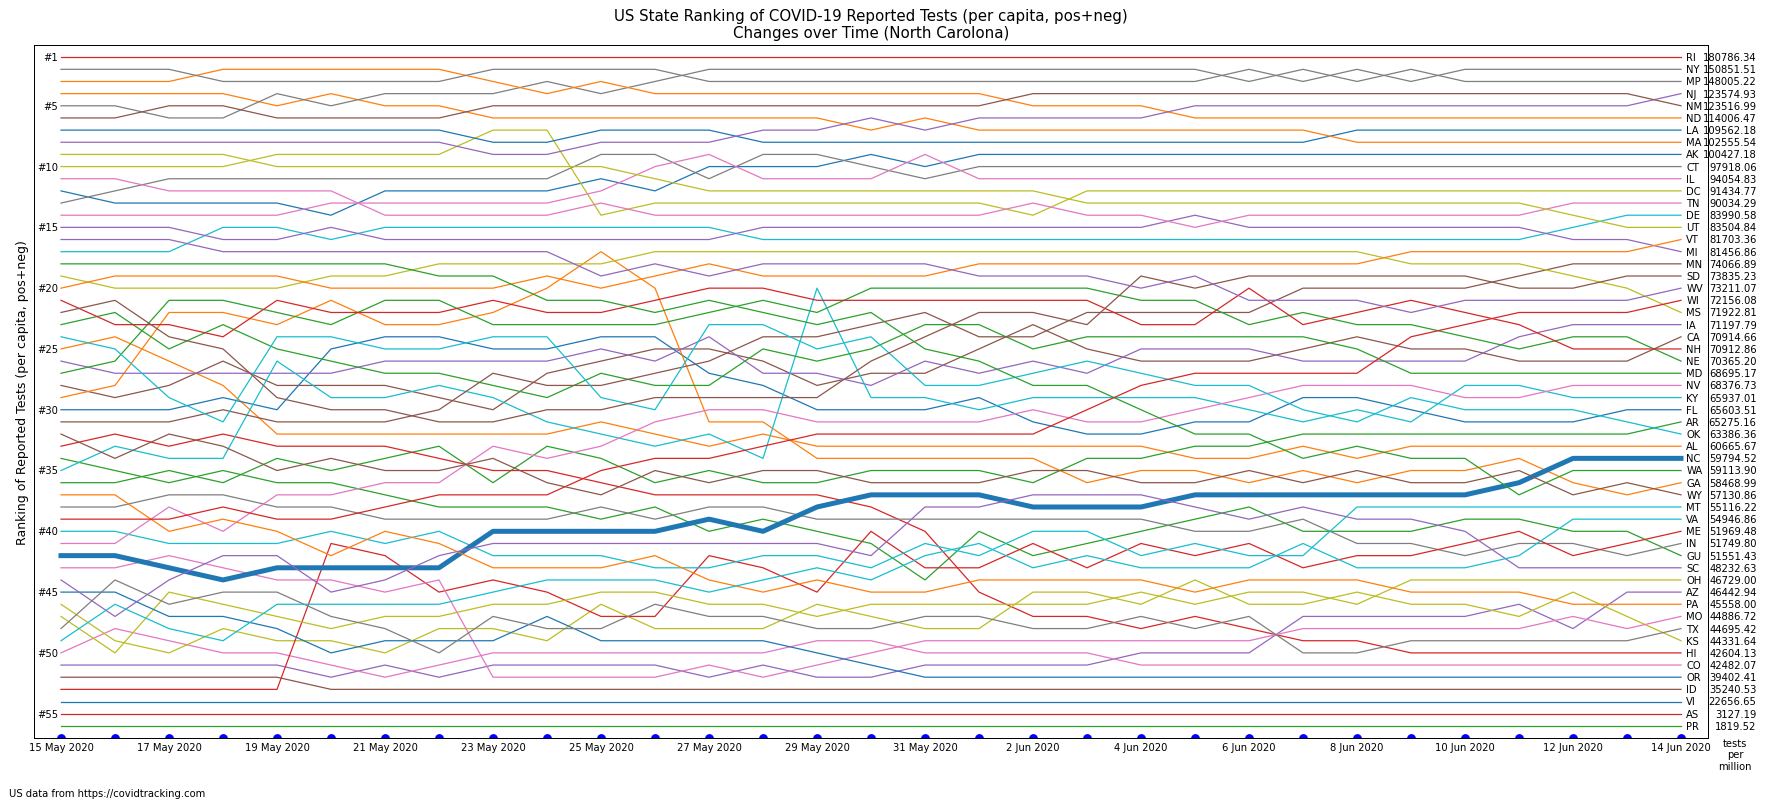 US State Ranking of COVID-19 Reported Tests (per capita, pos+neg)
Changes over Time (North Carolona)
Ranking of Reported Tests (per capita, pos+neg)
#1
#5
#10
#15
#20
#25
#30
#35
#40
#45
#50
#55
RI 180786.34
NY 150851.51
MP 148005.22
NJ 123574.93
NM 123516.99
ND 114006.47
LA 109562.18
MA 102555.54
AK 100427.18
CT 97918.06
IL 94054.83
DC 91434.77
TN 90034.29
DE 83990.58
UT 83504.84
VT 81703.36
MI 81456.86
MN 74066.89
SD 73835.23
WV 73211.07
WI 72156.08
MS 71922.81
IA 71197.79
CA 70914.66
NH 70912.86
NE 70365.20
MD 68695.17
NV 68376.73
KY 65937.01
FL 65603.51
AR 65275.16
OK 63386.36
AL 60665.67
NC 59794.52
WA 59113.90
GA 58468.99
WY 57130.86
MT 55116.22
VA 54946.86
ME 51969.48
IN 51749.80
GU 51551.43
SC 48232.63
OH 46729.00
AZ 46442.94
PA 45558.00
MO 44886.72
TX 44695.42
KS 44331.64
HI 42604.13
CO 42482.07
OR 39402.41
ID 35240.53
VI 22656.65
AS 3127.19
PR 1819.52
15 May 2020 17 May 2020 19 May 2020 21 May 2020 23 May 2020 25 May 2020 27 May 2020 29 May 2020 31 May 2020 2 Jun 2020 4 Jun 2020 6 Jun 2020 8 Jun 2020 10 Jun 2020 12 Jun 2020 14 Jun 2020
tests
per
million
US data from https://covidtracking.com